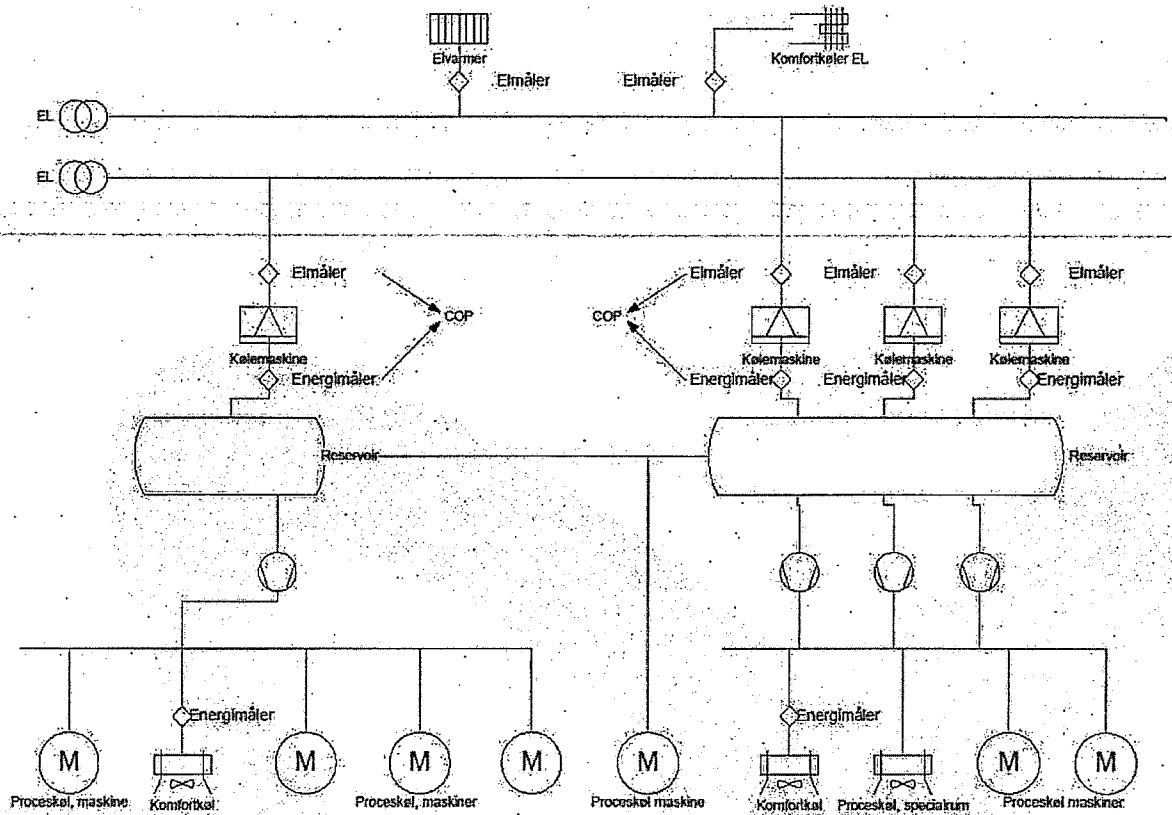 Elvarmer
Komfortkøler EL
Elmåler
Elmåler
EL
EL
Elmåler
Elmåler
Elmåler
Elmåler
COP
COP
Kølemaskine
Kølemaskine
Kølemaskine
Kølemaskine
Energimåler
Energimåler
Energimåler
Energimåler
Reservoir
Reservoir
Energimåler
Energimåler
M
M
M
M
M
M
M
Proceskøl, maskine
Komfortkøl
Proceskøl, maskiner
Proceskøl maskine
Komfortkøl
Proceskøl, specialrum
Proceskøl maskiner